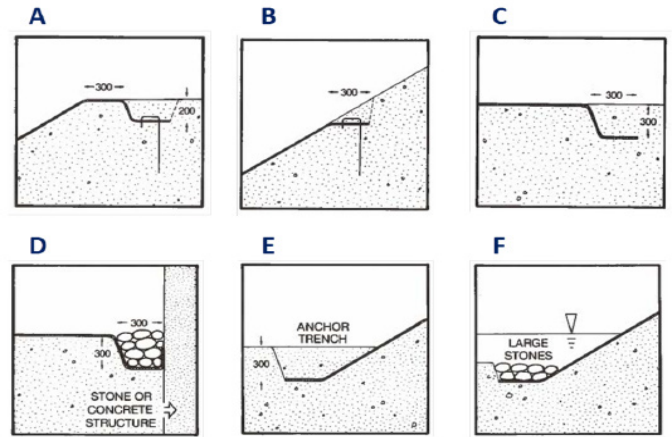 A
B
C
300
200
300
300
300
D
E
F
300
300
STONE OR
CONCRETE
STRUCTURE
ANCHOR
TRENCH
300
LARGE
STONES